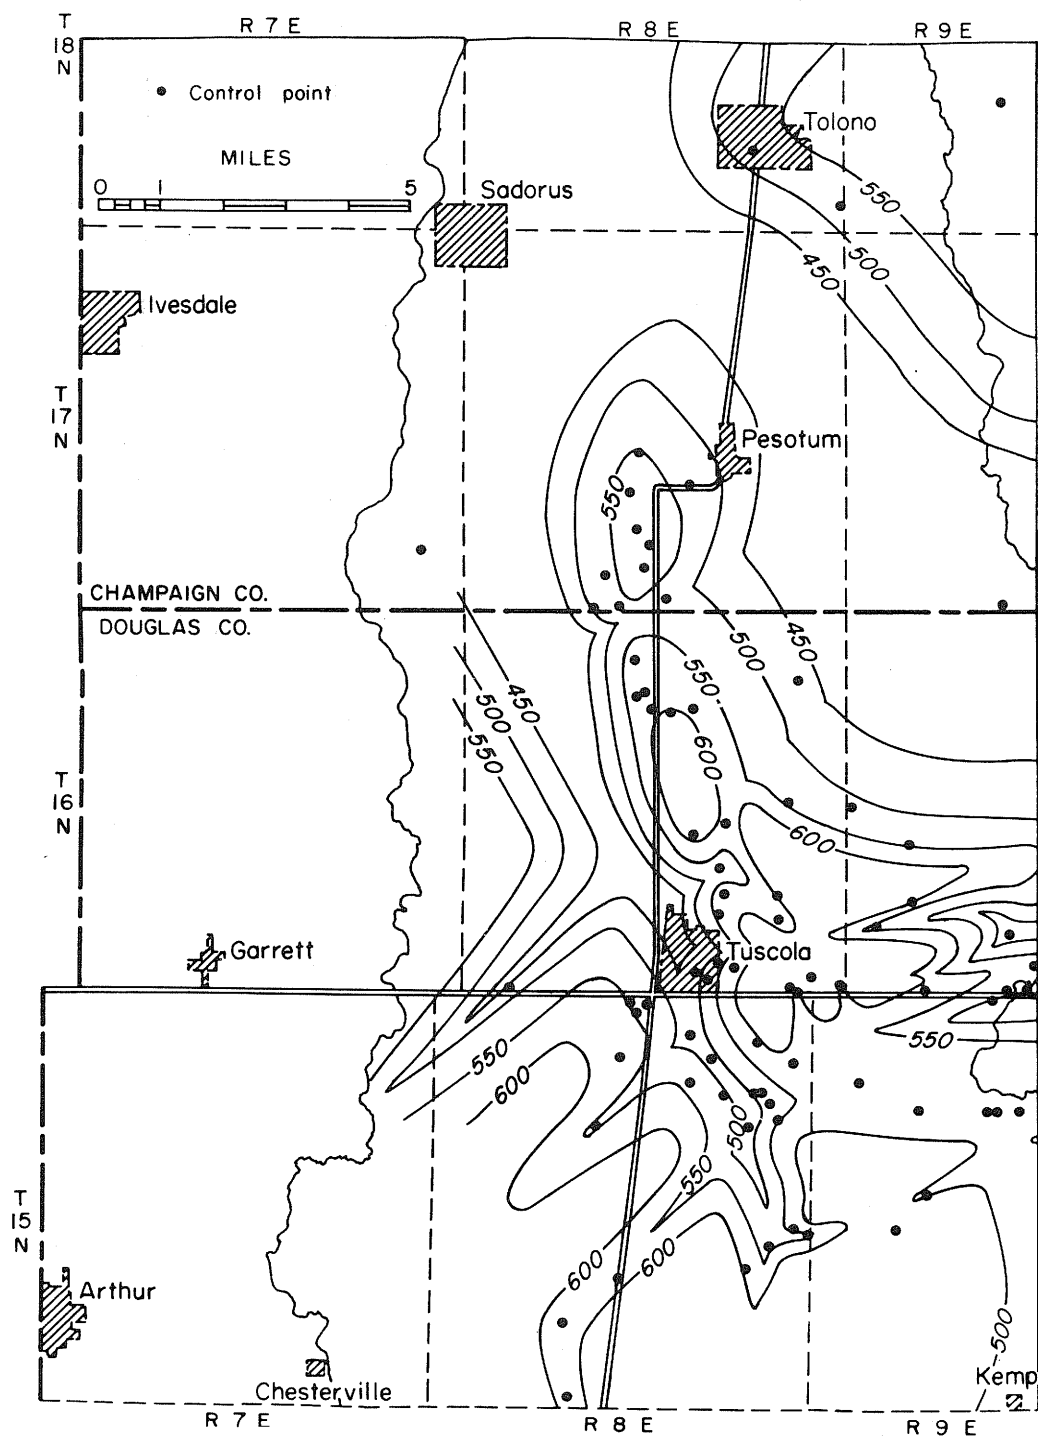 T
18
N
R 7 E
R 8 E
R 9 E
Control point
MILES
0 1 5
Tolono
Sadorus
550
500
450
Ivesdale
T
17
N
Pesotum
550
CHAMPAIGN CO.
DOUGLAS CO.
450
500
550
450
500
550
600
T
16
N
600
Garrett
Tuscola
550
600
550
500
550
T
15
N
600
600
500
Arthur
Chesterville
Kemp
R 7 E
R 8 E
R 9 E